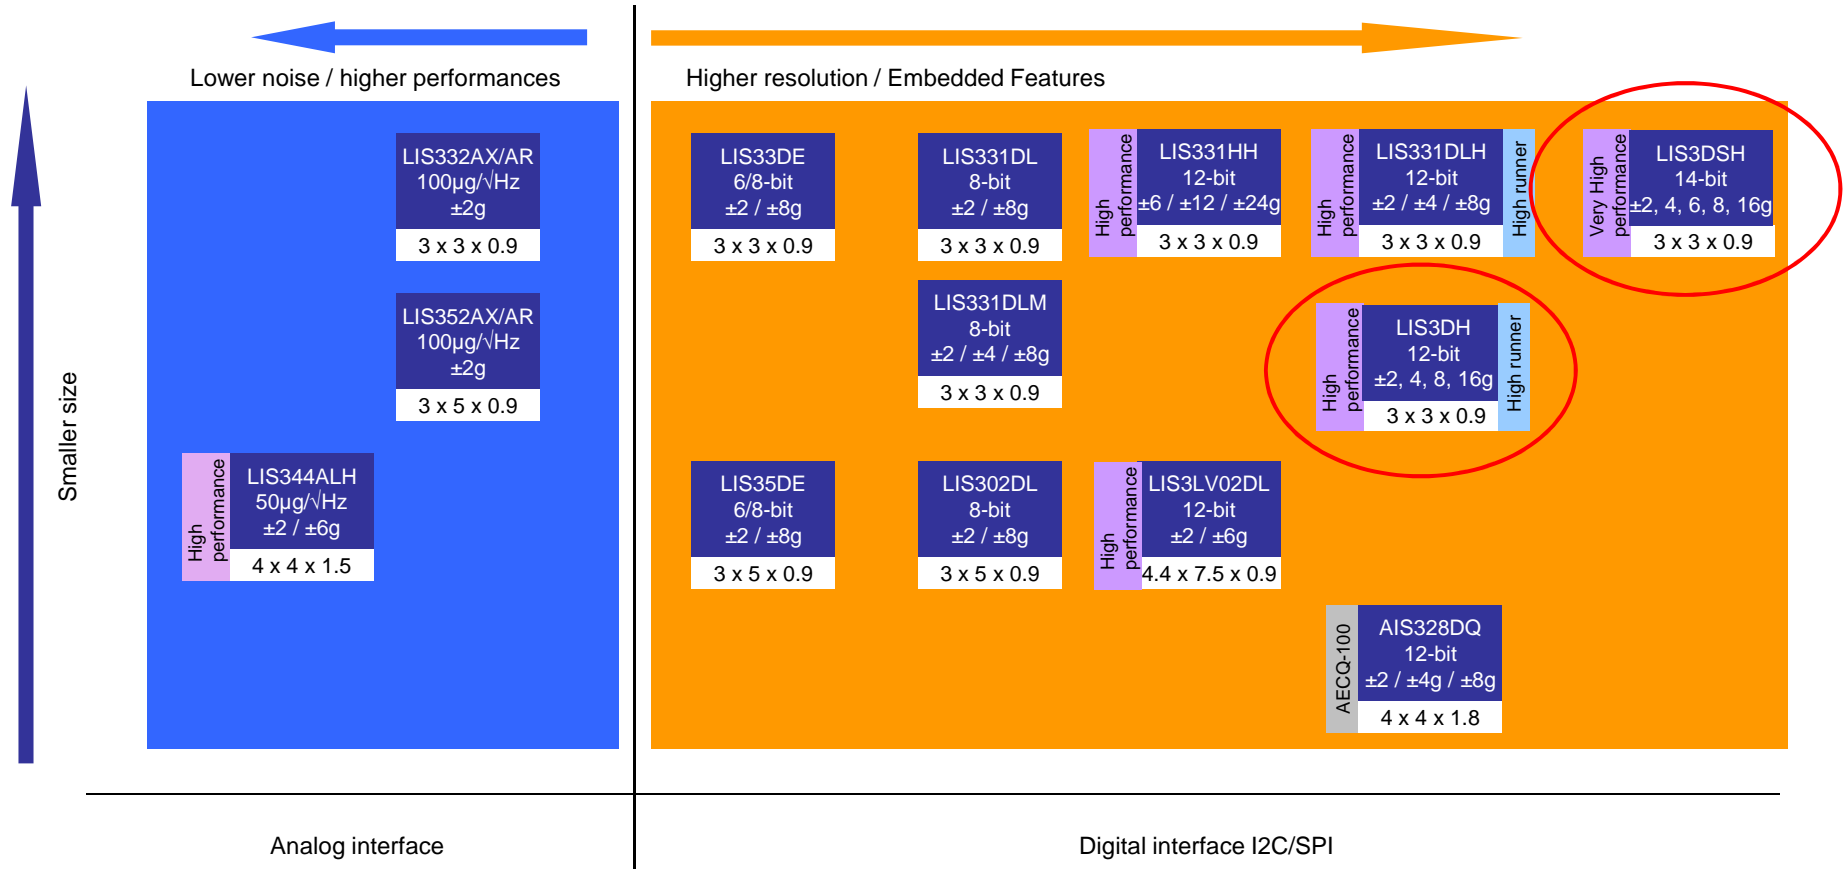 Lower noise / higher performances
Higher resolution / Embedded Features
Smaller size
LIS332AX/AR
100µg/√Hz
±2g
3 x 3 x 0.9
LIS352AX/AR
100µg/√Hz
±2g
3 x 5 x 0.9
High
performance
LIS344ALH
50µg/√Hz
±2 / ±6g
4 x 4 x 1.5
LIS33DE
6/8-bit
±2 / ±8g
3 x 3 x 0.9
LIS331DL
8-bit
±2 / ±8g
3 x 3 x 0.9
High
performance
LIS331HH
12-bit
±6 / ±12 / ±24g
3 x 3 x 0.9
High
performance
LIS331DLH
12-bit
±2 / ±4 / ±8g
3 x 3 x 0.9
High runner
Very High
performance
LIS3DSH
14-bit
±2, 4, 6, 8, 16g
3 x 3 x 0.9
LIS331DLM
8-bit
±2 / ±4 / ±8g
3 x 3 x 0.9
High
performance
LIS3DH
12-bit
±2, 4, 8, 16g
3 x 3 x 0.9
High runner
LIS35DE
6/8-bit
±2 / ±8g
3 x 5 x 0.9
LIS302DL
8-bit
±2 / ±8g
3 x 5 x 0.9
High
performance
LIS3LV02DL
12-bit
±2 / ±6g
4.4 x 7.5 x 0.9
AECQ-100
AIS328DQ
12-bit
±2 / ±4g / ±8g
4 x 4 x 1.8
Analog interface
Digital interface I2C/SPI